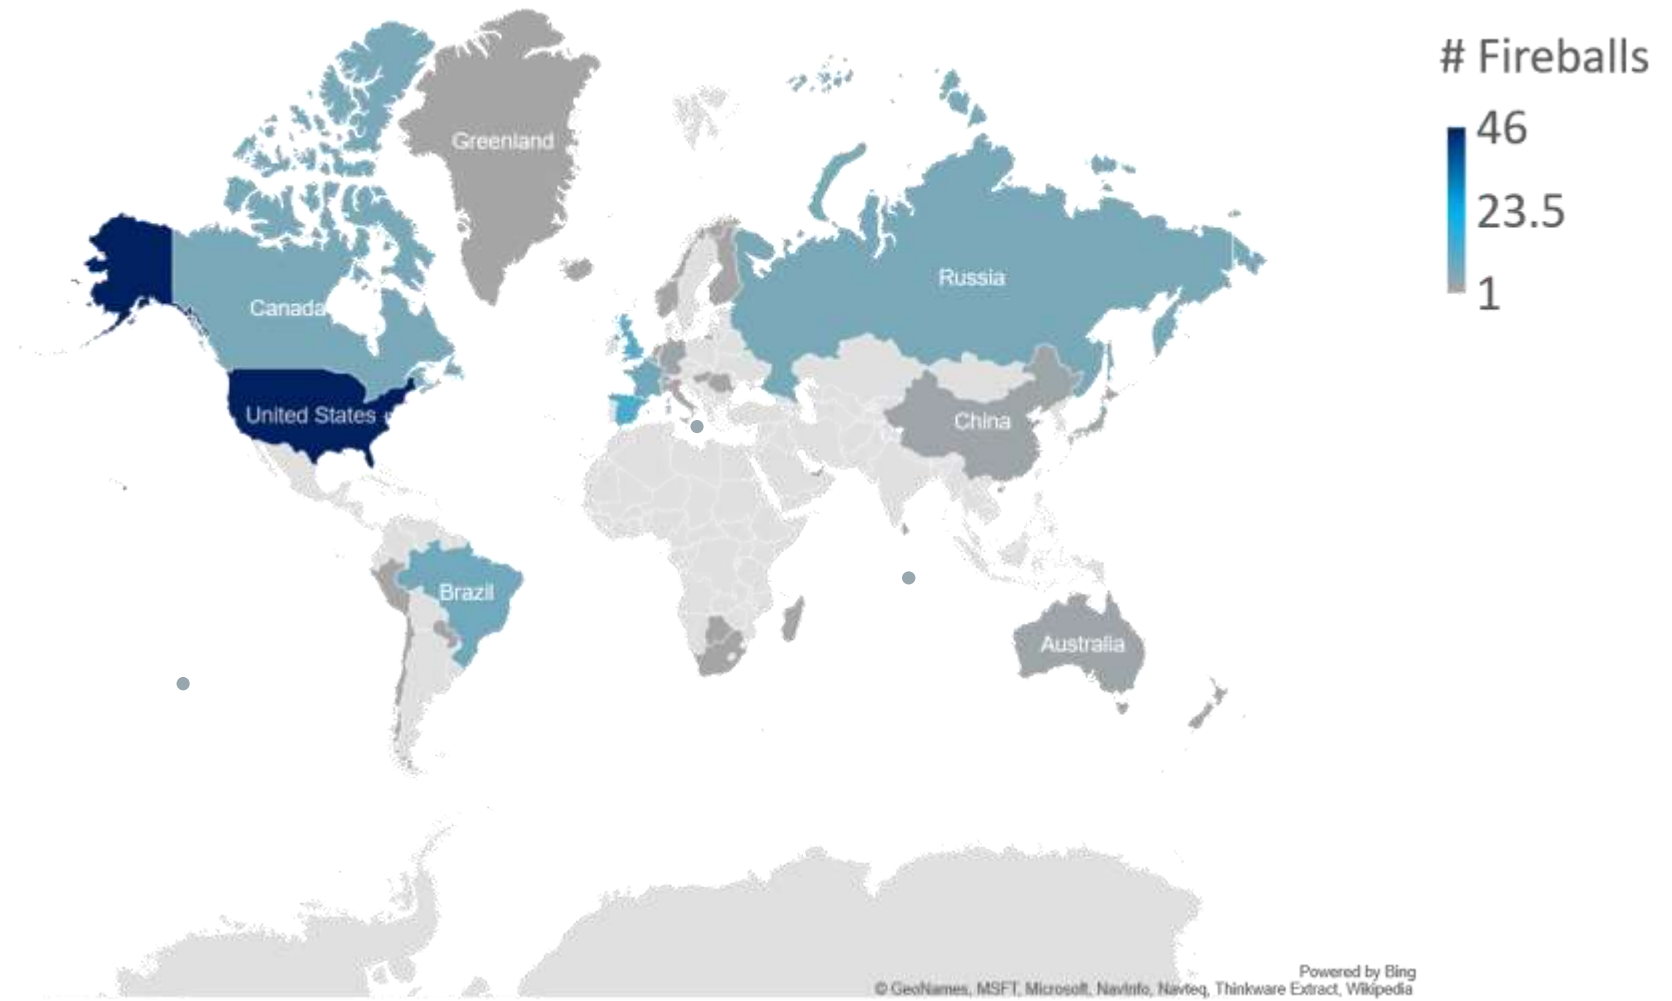 # Fireballs
46
23.5
1
Greenland
Canada
Russia
United States
China
Brazil
Australia
Powered by Bing
© GeoNames, MSFT, Microsoft, NavInfo, Navteq, Thinkware Extract, Wikipedia